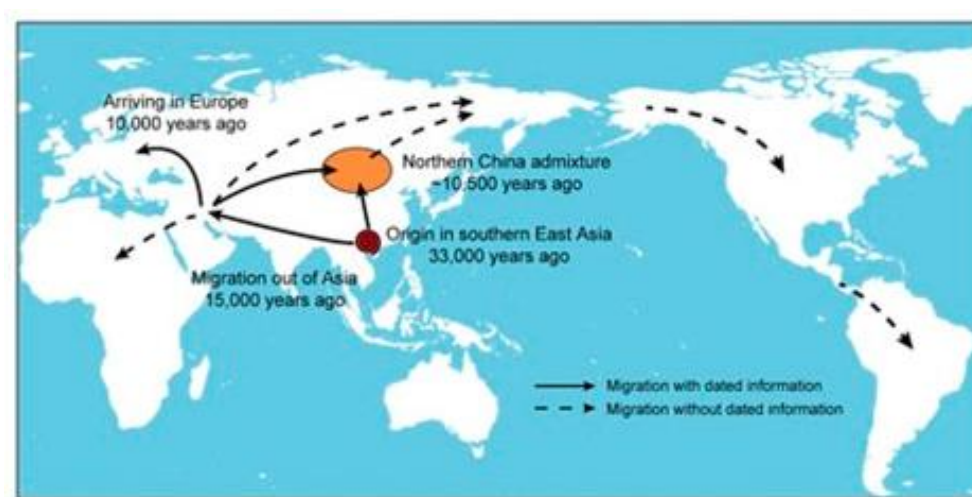 Arriving in Europe
10,000 years ago
Northern China admixture
~10,500 years ago
Origin in southern East Asia
33,000 years ago
Migration out of Asia
15,000 years ago
Migration with dated information
Migration without dated information